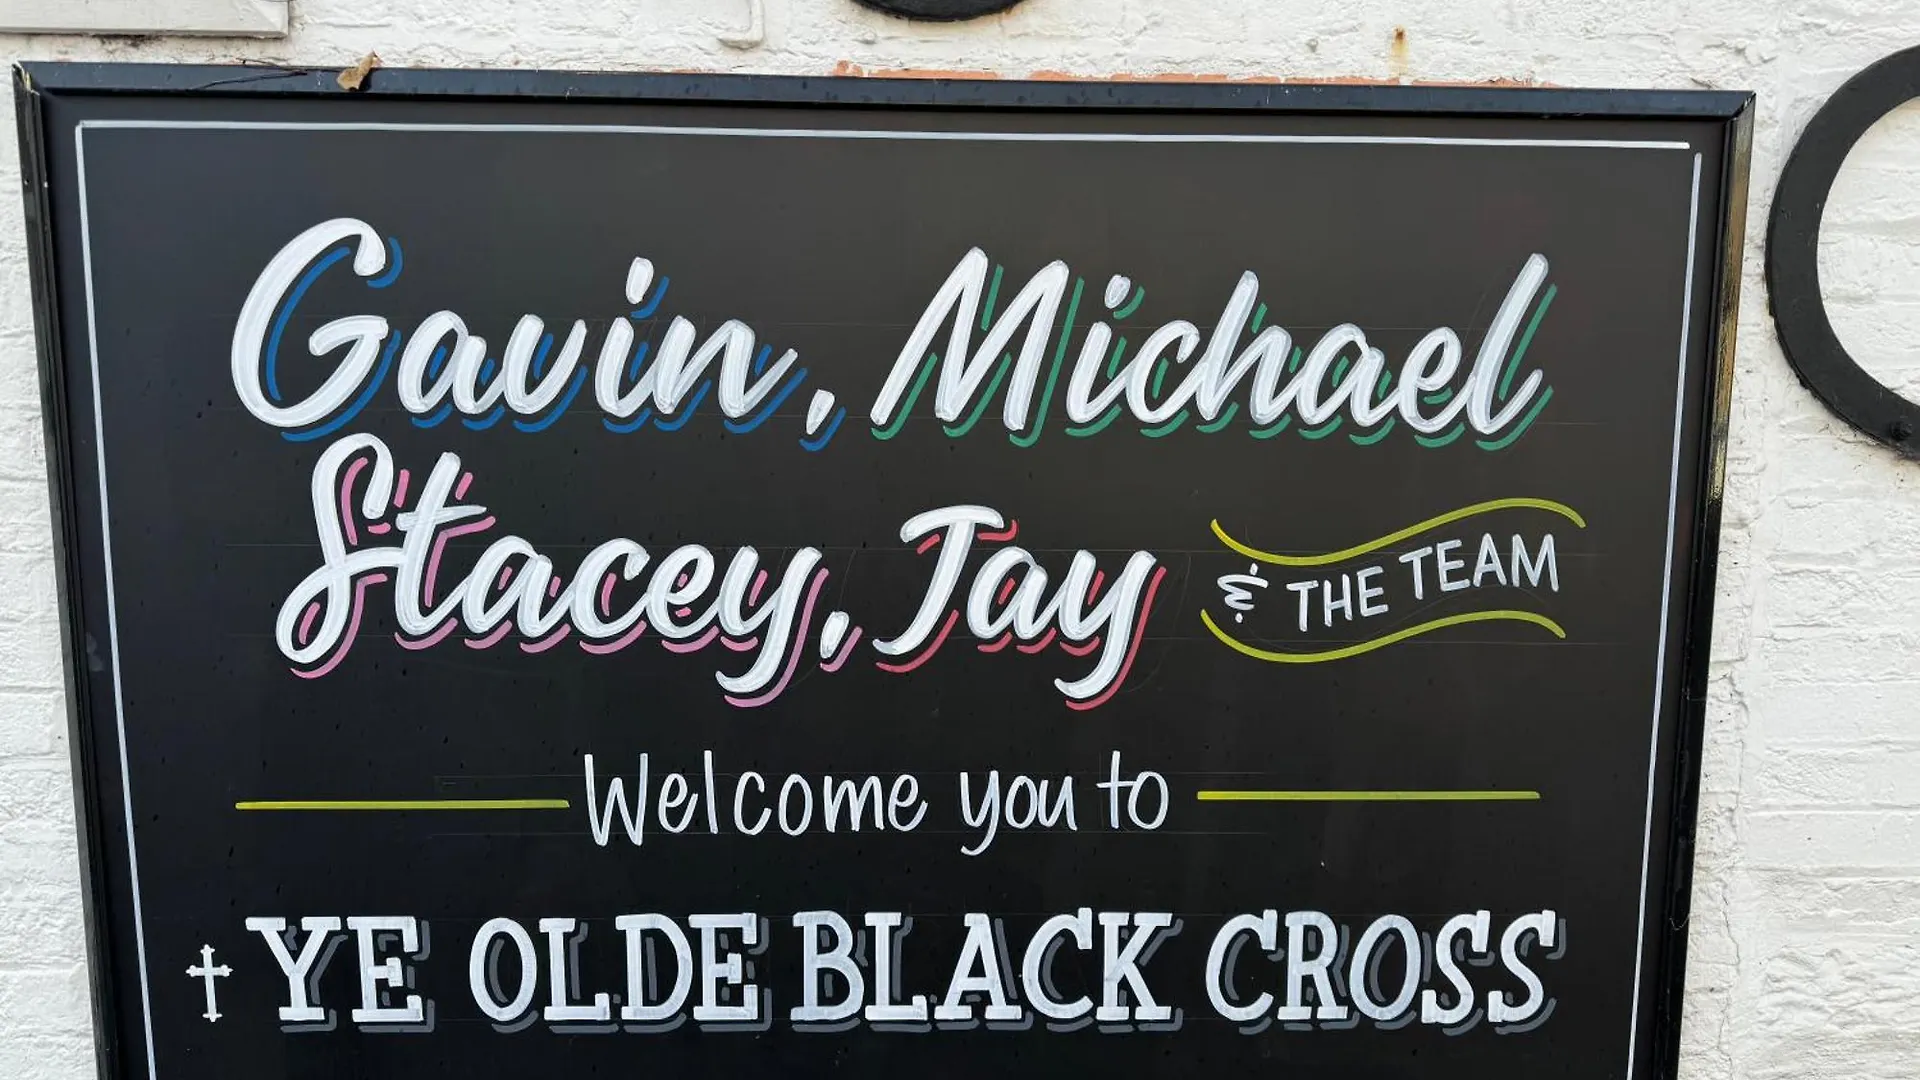 Gavin, Michael
Stacey, Jay & THE TEAM
Welcome you to
YE OLDE BLACK CROSS